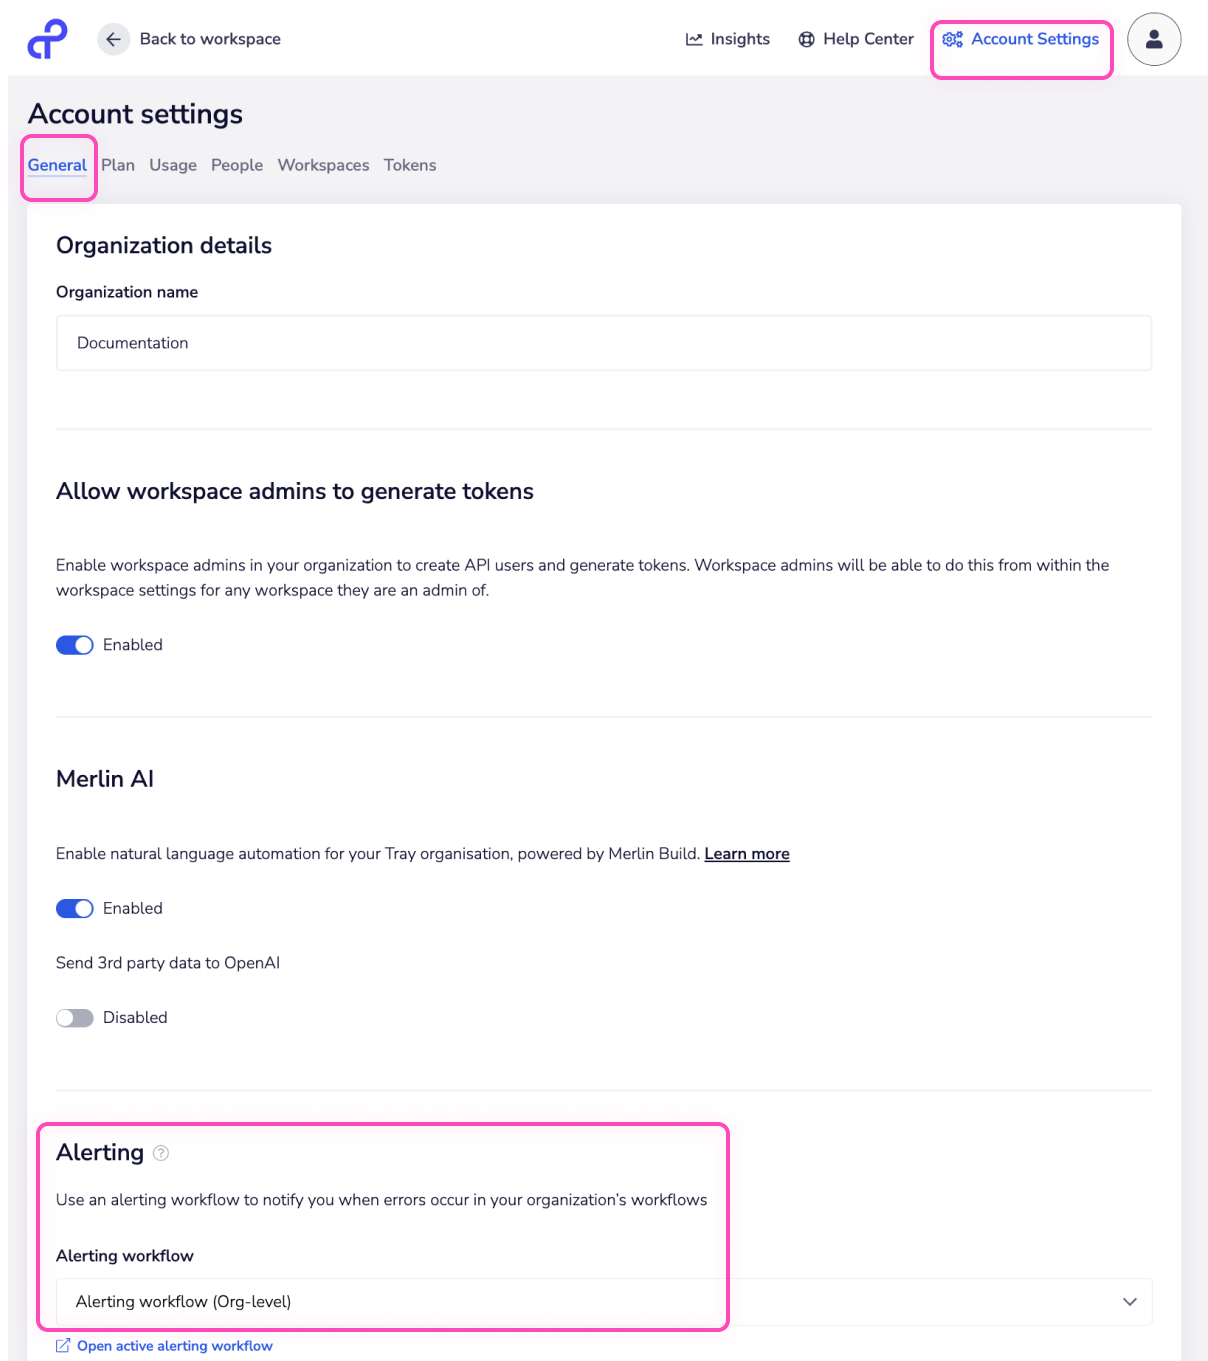 Back to workspace
Insights
Help Center
Account Settings
Account settings
General Plan Usage People Workspaces Tokens
Organization details
Organization name
Documentation
Allow workspace admins to generate tokens
Enable workspace admins in your organization to create API users and generate tokens. Workspace admins will be able to do this from within the
workspace settings for any workspace they are an admin of.
Enabled
Merlin AI
Enable natural language automation for your Tray organisation, powered by Merlin Build. Learn more
Enabled
Send 3rd party data to OpenAI
Disabled
Alerting ?
Use an alerting workflow to notify you when errors occur in your organization's workflows
Alerting workflow
Alerting workflow (Org-level)
Open active alerting workflow